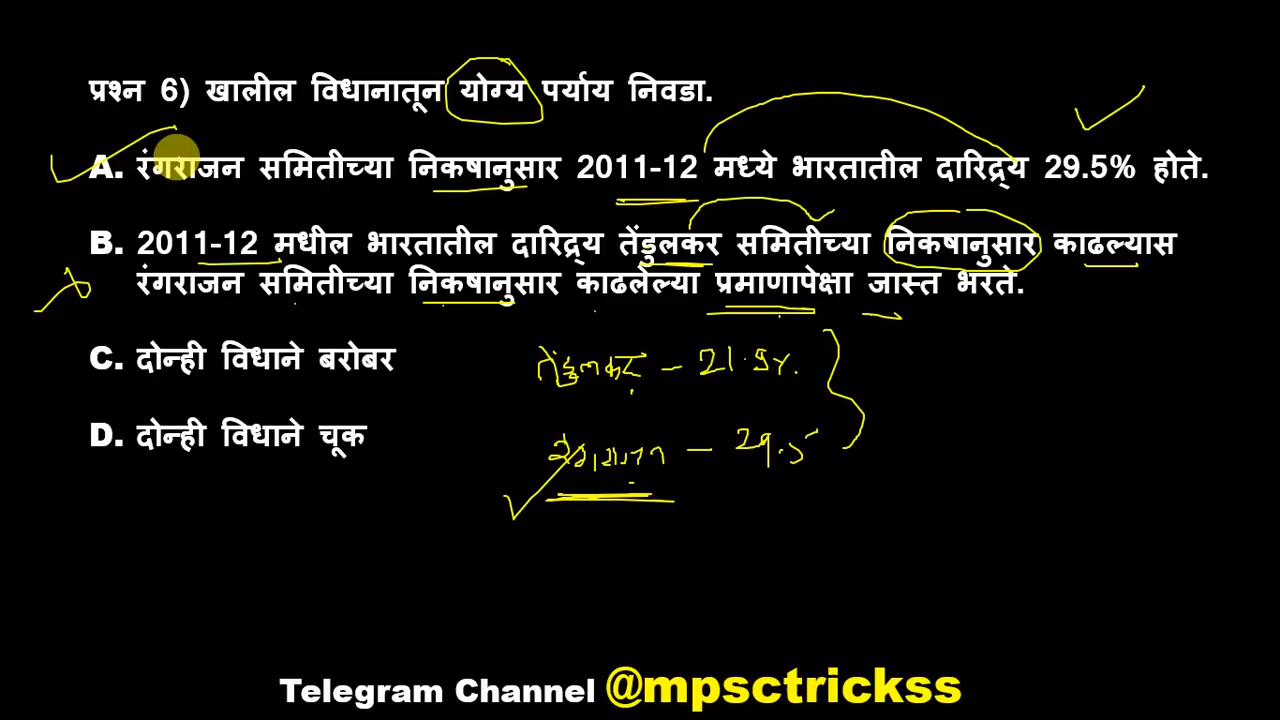 प्रश्न 6) खालील विधानातून योग्य पर्याय निवडा.
A. रंगराजन समितीच्या निकषानुसार 2011-12 मध्ये भारतातील दारिद्र्य 29.5% होते.
B. 2011-12 मधील भारतातील दारिद्र्य तेंडुलकर समितीच्या निकषानुसार काढल्यास
रंगराजन समितीच्या निकषानुसार काढलेल्या प्रमाणापेक्षा जास्त भरते.
C. दोन्ही विधाने बरोबर
तेंडुलकर - 21.9%.
D. दोन्ही विधाने चूक
रंगराजन - 29.5
Telegram Channel @mpsctrickss